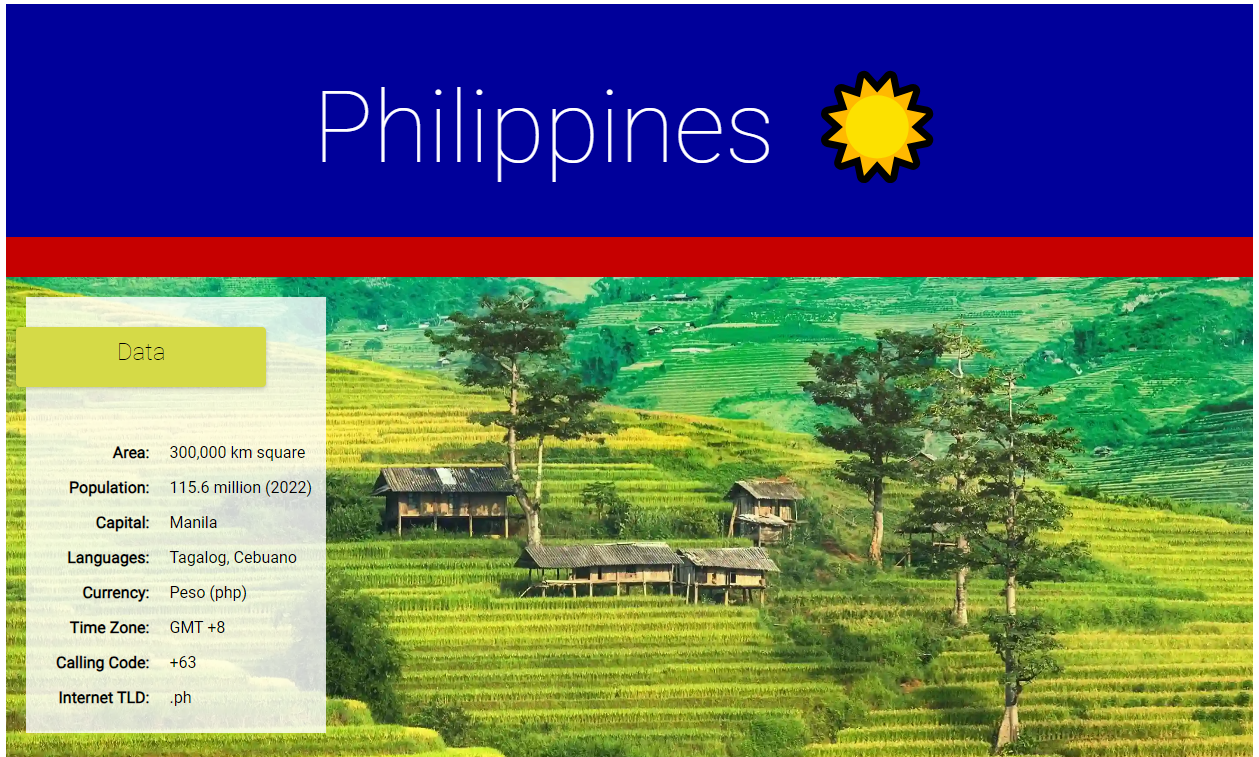 Philippines
Data
Area: 300,000 km square
Population: 115.6 million (2022)
Capital: Manila
Languages: Tagalog, Cebuano
Currency: Peso (php)
Time Zone: GMT +8
Calling Code: +63
Internet TLD: .ph